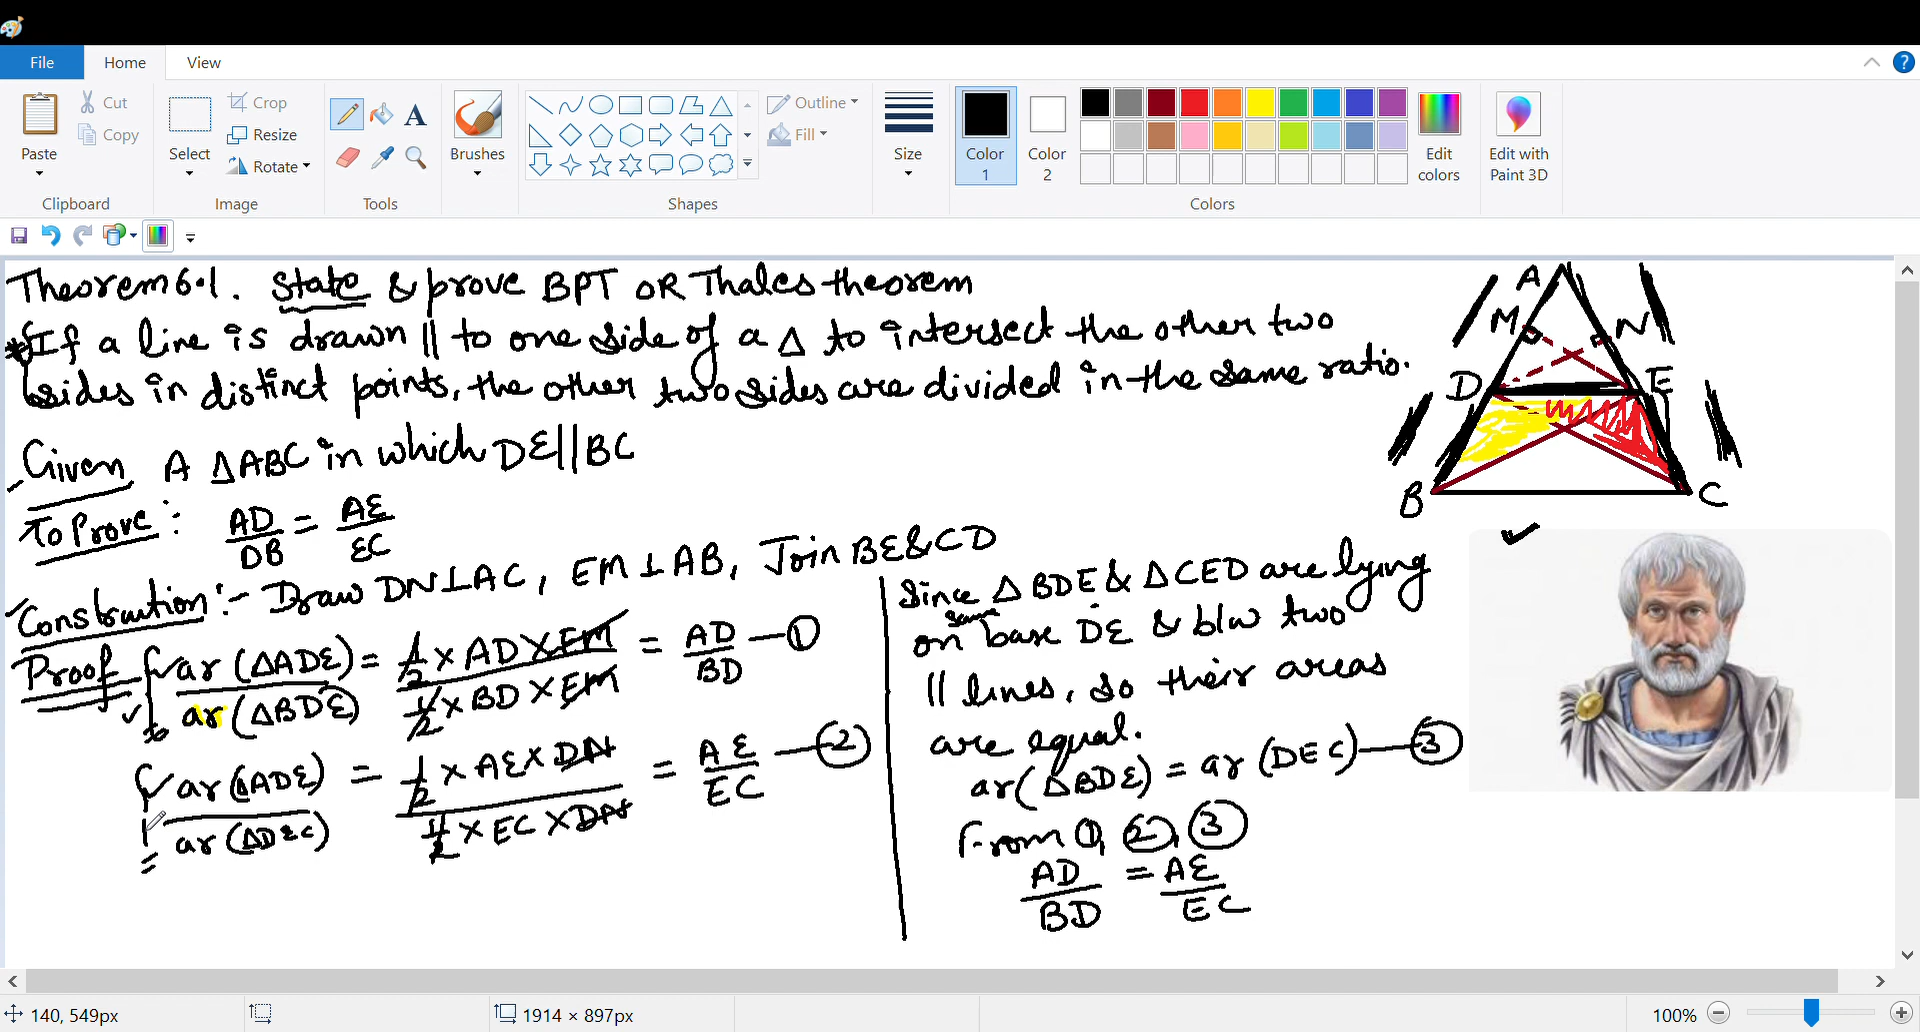 File Home View
Paste Cut Copy Clipboard
Select Crop Resize Rotate Image
A Tools
Brushes
Outline Fill Shapes
Size
Color 1 Color 2 Colors
Edit colors
Edit with Paint 3D
Theorem 6.1. State & prove BPT OR Thales theorem
If a line is drawn || to one side of a Δ to intersect the other two
sides in distinct points, the other two sides are divided in the same ratio.
Given A ΔABC in which DE||BC
To Prove: AD/DB = AE/EC
Construction :- Draw DN⊥AC, EM⊥AB, Join BE&CD
Proof ar(ΔADE)/ar(ΔBDE) = 1/2 × AD × EM / 1/2 × BD × EM = AD/BD — ①
ar(ΔADE)/ar(ΔDEC) = 1/2 × AE × DN / 1/2 × EC × DN = AE/EC — ②
Since ΔBDE & ΔCED are lying
on same base DE & b/w two
|| lines, so their areas
are equal.
ar(ΔBDE) = ar(DEC) — ③
From ①, ②, ③
AD/BD = AE/EC
A
M N
D E
B C
140, 549px
1914 × 897px
100%